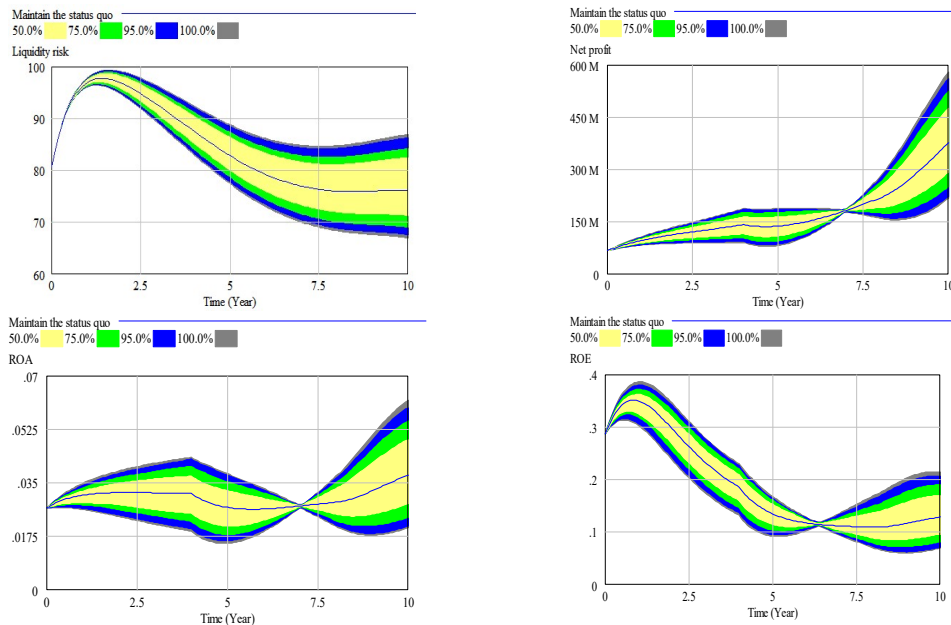 Maintain the status quo
50.0% 75.0% 95.0% 100.0%
Liquidity risk
100
90
80
70
60
0 2.5 5 7.5 10
Time (Year)
Maintain the status quo
50.0% 75.0% 95.0% 100.0%
Net profit
600 M
450 M
300 M
150 M
0
0 2.5 5 7.5 10
Time (Year)
Maintain the status quo
50.0% 75.0% 95.0% 100.0%
ROA
.07
.0525
.035
.0175
0
0 2.5 5 7.5 10
Time (Year)
Maintain the status quo
50.0% 75.0% 95.0% 100.0%
ROE
.4
.3
.2
.1
0
0 2.5 5 7.5 10
Time (Year)